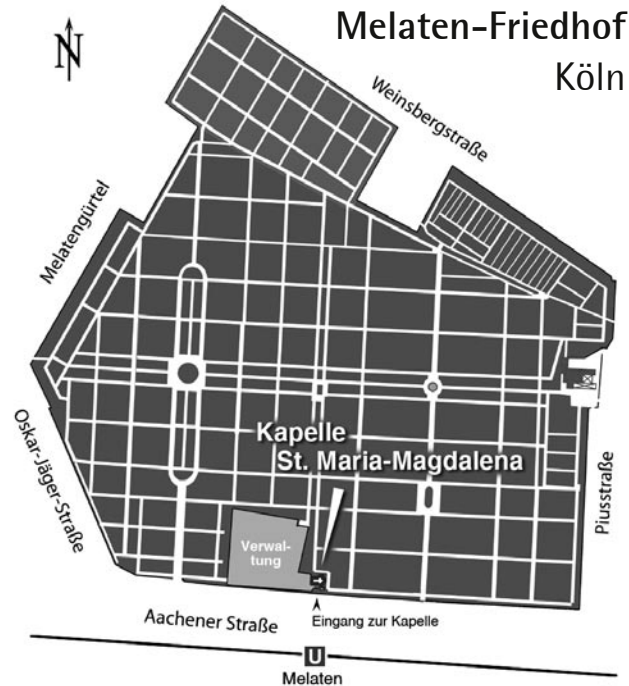 Melaten-Friedhof
Köln
N
Weinsbergstraße
Melatengürtel
Kapelle
St. Maria-Magdalena
Oskar-Jäger-Straße
Piusstraße
Verwal-
tung
Aachener Straße
Eingang zur Kapelle
U
Melaten